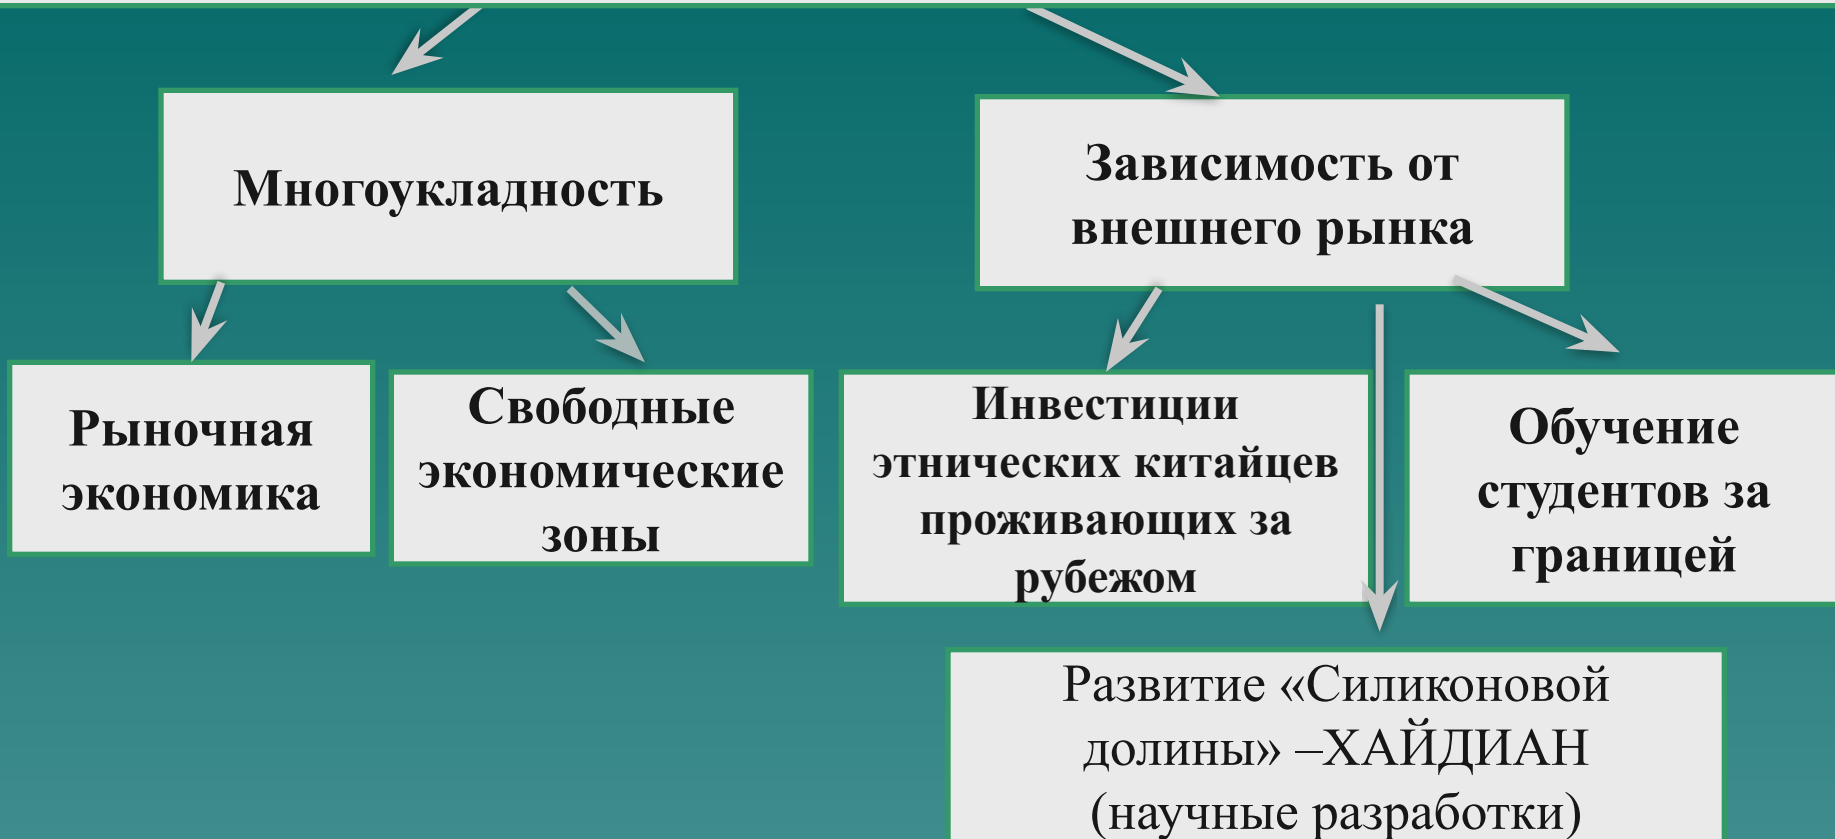 Многоукладность
Зависимость от
внешнего рынка
Рыночная
экономика
Свободные
экономические
зоны
Инвестиции
этнических китайцев
проживающих за
рубежом
Обучение
студентов за
границей
Развитие «Силиконовой
долины» –ХАЙДИАН
(научные разработки)